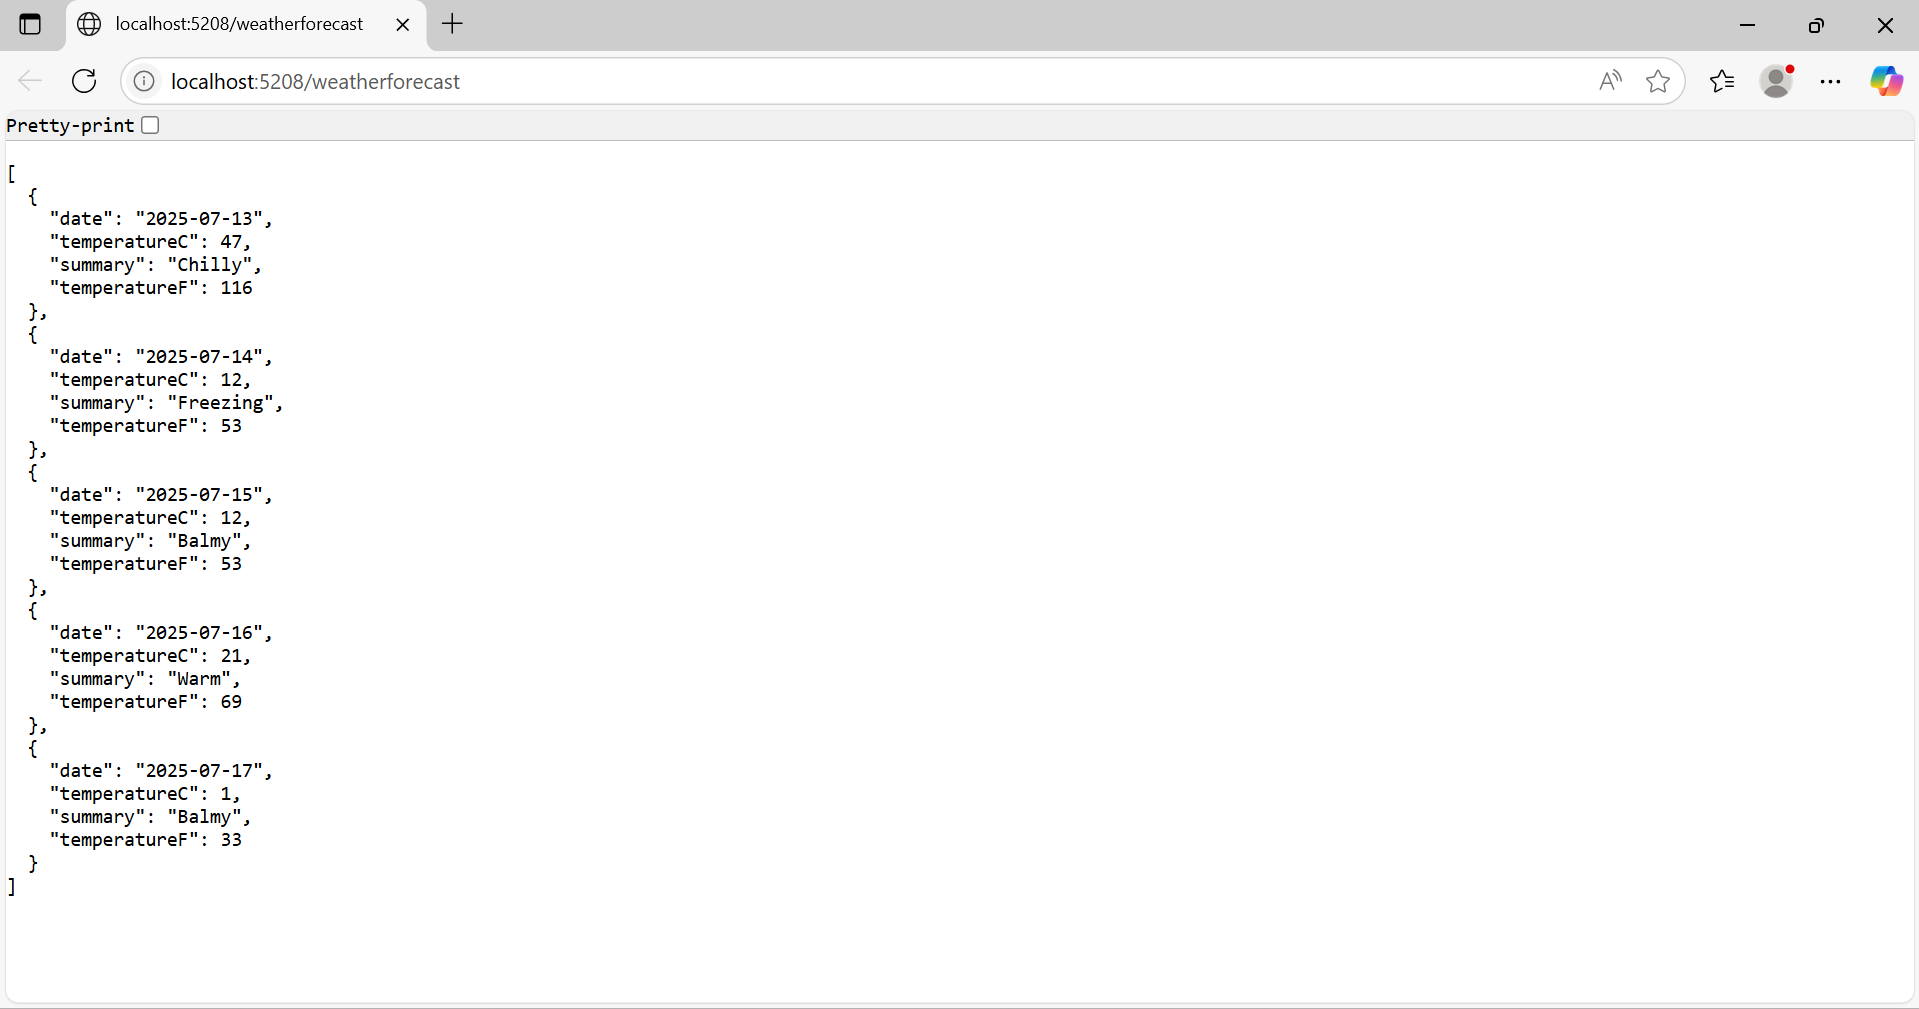 localhost:5208/weatherforecast
localhost:5208/weatherforecast
Pretty-print
[
  {
    "date": "2025-07-13",
    "temperatureC": 47,
    "summary": "Chilly",
    "temperatureF": 116
  },
  {
    "date": "2025-07-14",
    "temperatureC": 12,
    "summary": "Freezing",
    "temperatureF": 53
  },
  {
    "date": "2025-07-15",
    "temperatureC": 12,
    "summary": "Balmy",
    "temperatureF": 53
  },
  {
    "date": "2025-07-16",
    "temperatureC": 21,
    "summary": "Warm",
    "temperatureF": 69
  },
  {
    "date": "2025-07-17",
    "temperatureC": 1,
    "summary": "Balmy",
    "temperatureF": 33
  }
]